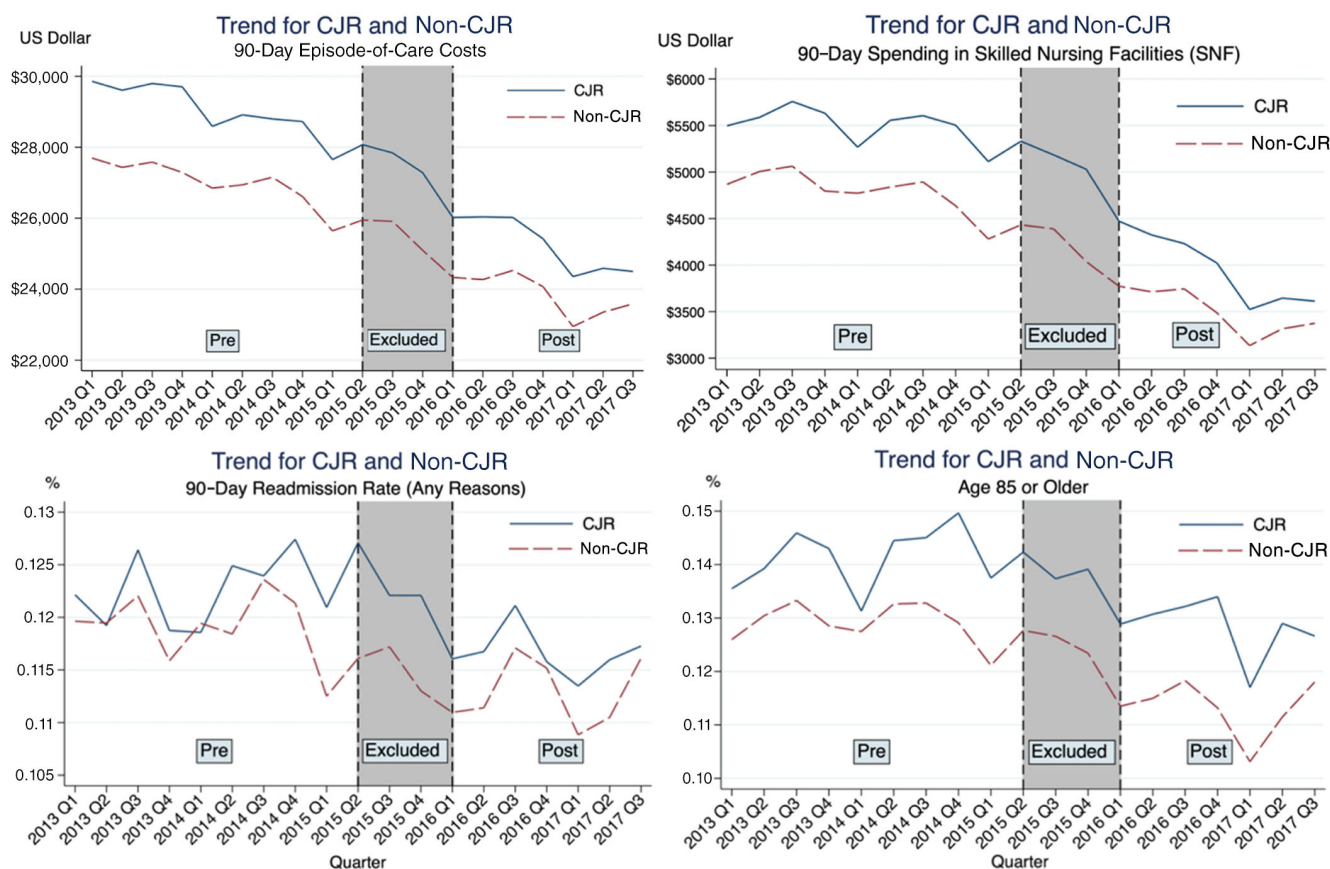 Trend for CJR and Non-CJR
US Dollar
90-Day Episode-of-Care Costs
$30,000
$28,000
$26,000
$24,000
$22,000
CJR
Non-CJR
Pre
Excluded
Post
2013 Q1
2013 Q2
2013 Q3
2013 Q4
2014 Q1
2014 Q2
2014 Q3
2014 Q4
2015 Q1
2015 Q2
2015 Q3
2015 Q4
2016 Q1
2016 Q2
2016 Q3
2016 Q4
2017 Q1
2017 Q2
2017 Q3
Trend for CJR and Non-CJR
US Dollar
90-Day Spending in Skilled Nursing Facilities (SNF)
$6000
$5500
$5000
$4500
$4000
$3500
$3000
CJR
Non-CJR
Pre
Excluded
Post
2013 Q1
2013 Q2
2013 Q3
2013 Q4
2014 Q1
2014 Q2
2014 Q3
2014 Q4
2015 Q1
2015 Q2
2015 Q3
2015 Q4
2016 Q1
2016 Q2
2016 Q3
2016 Q4
2017 Q1
2017 Q2
2017 Q3
Trend for CJR and Non-CJR
%
90-Day Readmission Rate (Any Reasons)
0.13
0.125
0.12
0.115
0.11
0.105
CJR
Non-CJR
Pre
Excluded
Post
2013 Q1
2013 Q2
2013 Q3
2013 Q4
2014 Q1
2014 Q2
2014 Q3
2014 Q4
2015 Q1
2015 Q2
2015 Q3
2015 Q4
2016 Q1
2016 Q2
2016 Q3
2016 Q4
2017 Q1
2017 Q2
2017 Q3
Quarter
Trend for CJR and Non-CJR
%
Age 85 or Older
0.15
0.14
0.13
0.12
0.11
0.10
CJR
Non-CJR
Pre
Excluded
Post
2013 Q1
2013 Q2
2013 Q3
2013 Q4
2014 Q1
2014 Q2
2014 Q3
2014 Q4
2015 Q1
2015 Q2
2015 Q3
2015 Q4
2016 Q1
2016 Q2
2016 Q3
2016 Q4
2017 Q1
2017 Q2
2017 Q3
Quarter